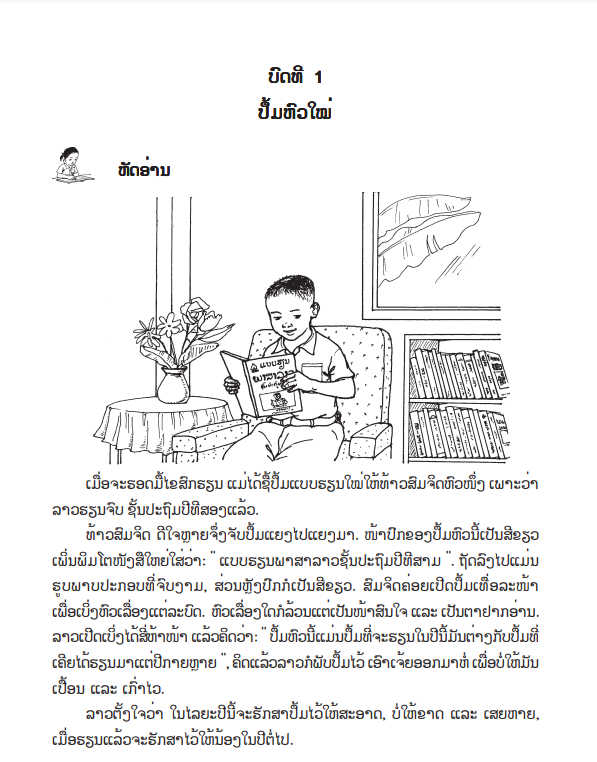 ບົດທີ 1
ປຶ້ມຫົວໃໝ່
ຫັດອ່ານ
ແບບຮຽນ
ພາສາລາວ
ເມື່ອຈະຮອດມື້ໄຂສົກຮຽນ ແມ່ໄດ້ຊື້ປຶ້ມແບບຮຽນໃໝ່ໃຫ້ທ້າວສົມຈິດຫົວໜຶ່ງ ເພາະວ່າ
ລາວຮຽນຈົບ ຊັ້ນປະຖົມປີທີສອງແລ້ວ.
ທ້າວສົມຈິດ ດີໃຈຫຼາຍຈຶ່ງຈັບປຶ້ມແຍງໄປແຍງມາ. ໜ້າປົກຂອງປຶ້ມຫົວນີ້ເປັນສີຂຽວ
ເພິ່ນພິມໂຕໜັງສືໃຫຍ່ໃສ່ວ່າ: " ແບບຮຽນພາສາລາວຊັ້ນປະຖົມປີທີສາມ ". ຖັດລົງໄປແມ່ນ
ຮູບພາບປະກອບທີ່ຈົບງາມ, ສ່ວນຫຼັງປົກກໍເປັນສີຂຽວ. ສົມຈິດຄ່ອຍເປີດປຶ້ມເທື່ອລະໜ້າ
ເພື່ອເບິ່ງຫົວເລື່ອງແຕ່ລະບົດ. ຫົວເລື່ອງໃດກໍລ້ວນແຕ່ເປັນໜ້າສົນໃຈ ແລະ ເປັນຕາຢາກອ່ານ.
ລາວເປີດເບິ່ງໄດ້ສີ່ຫ້າໜ້າ ແລ້ວຄິດວ່າ: " ປຶ້ມຫົວນີ້ແມ່ນປຶ້ມທີ່ຈະຮຽນໃນປີນີ້ມັນຕ່າງກັບປຶ້ມທີ່
ເຄີຍໄດ້ຮຽນມາແຕ່ປີກາຍຫຼາຍ ", ຄິດແລ້ວລາວກໍພັບປຶ້ມໄວ້ ເອົາເຈ້ຍອອກມາຫໍ່ ເພື່ອບໍ່ໃຫ້ມັນ
ເປື້ອນ ແລະ ເກົ່າໄວ.
ລາວຕັ້ງໃຈວ່າ ໃນໄລຍະປີນີ້ຈະຮັກສາປຶ້ມໄວ້ໃຫ້ສະອາດ, ບໍ່ໃຫ້ຂາດ ແລະ ເສຍຫາຍ,
ເມື່ອຮຽນແລ້ວຈະຮັກສາໄວ້ໃຫ້ນ້ອງໃນປີຕໍ່ໄປ.